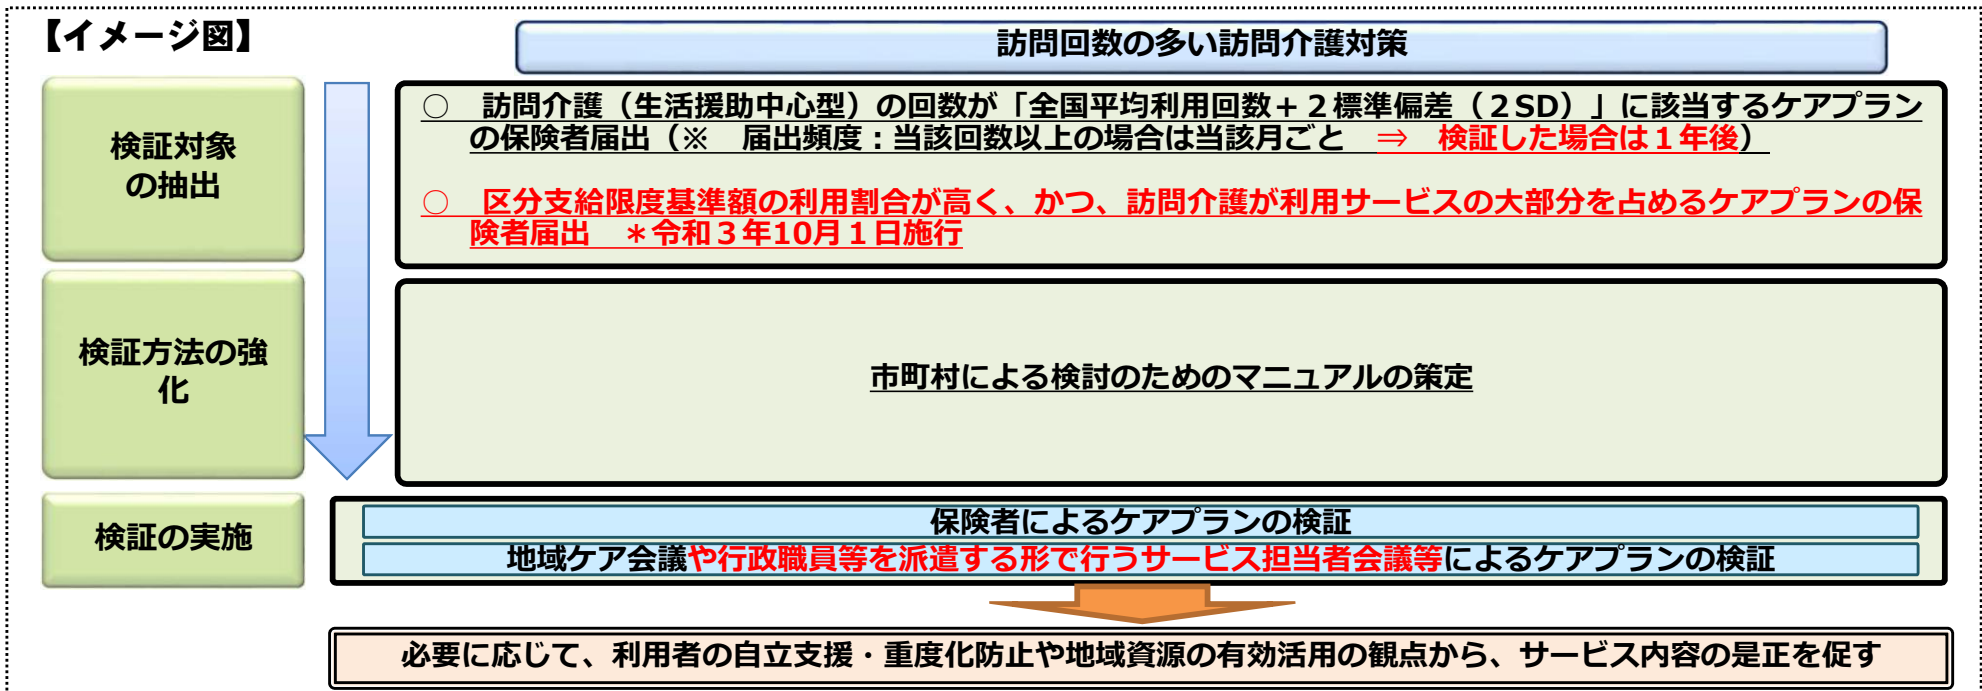 【イメージ図】
訪問回数の多い訪問介護対策
検証対象
の抽出
○　訪問介護（生活援助中心型）の回数が「全国平均利用回数＋２標準偏差（２SD）」に該当するケアプラン
の保険者届出（※　届出頻度：当該回数以上の場合は当該月ごと　⇒　検証した場合は１年後）
○　区分支給限度基準額の利用割合が高く、かつ、訪問介護が利用サービスの大部分を占めるケアプランの保
険者届出　＊令和３年10月１日施行
検証方法の強
化
市町村による検討のためのマニュアルの策定
検証の実施
保険者によるケアプランの検証
地域ケア会議や行政職員等を派遣する形で行うサービス担当者会議等によるケアプランの検証
必要に応じて、利用者の自立支援・重度化防止や地域資源の有効活用の観点から、サービス内容の是正を促す